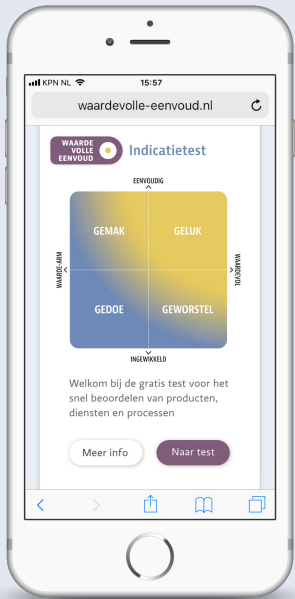 KPN NL 15:57
waardevolle-eenvoud.nl
WAARDE
VOLLE
EENVOUD
Indicatietest
EENVOUDIG
GEMAK GELUK
WAARDE-ARM
WAARDEVOL
GEDOE GEWORSTEL
INGEWIKKELD
Welkom bij de gratis test voor het
snel beoordelen van producten,
diensten en processen
Meer info Naar test